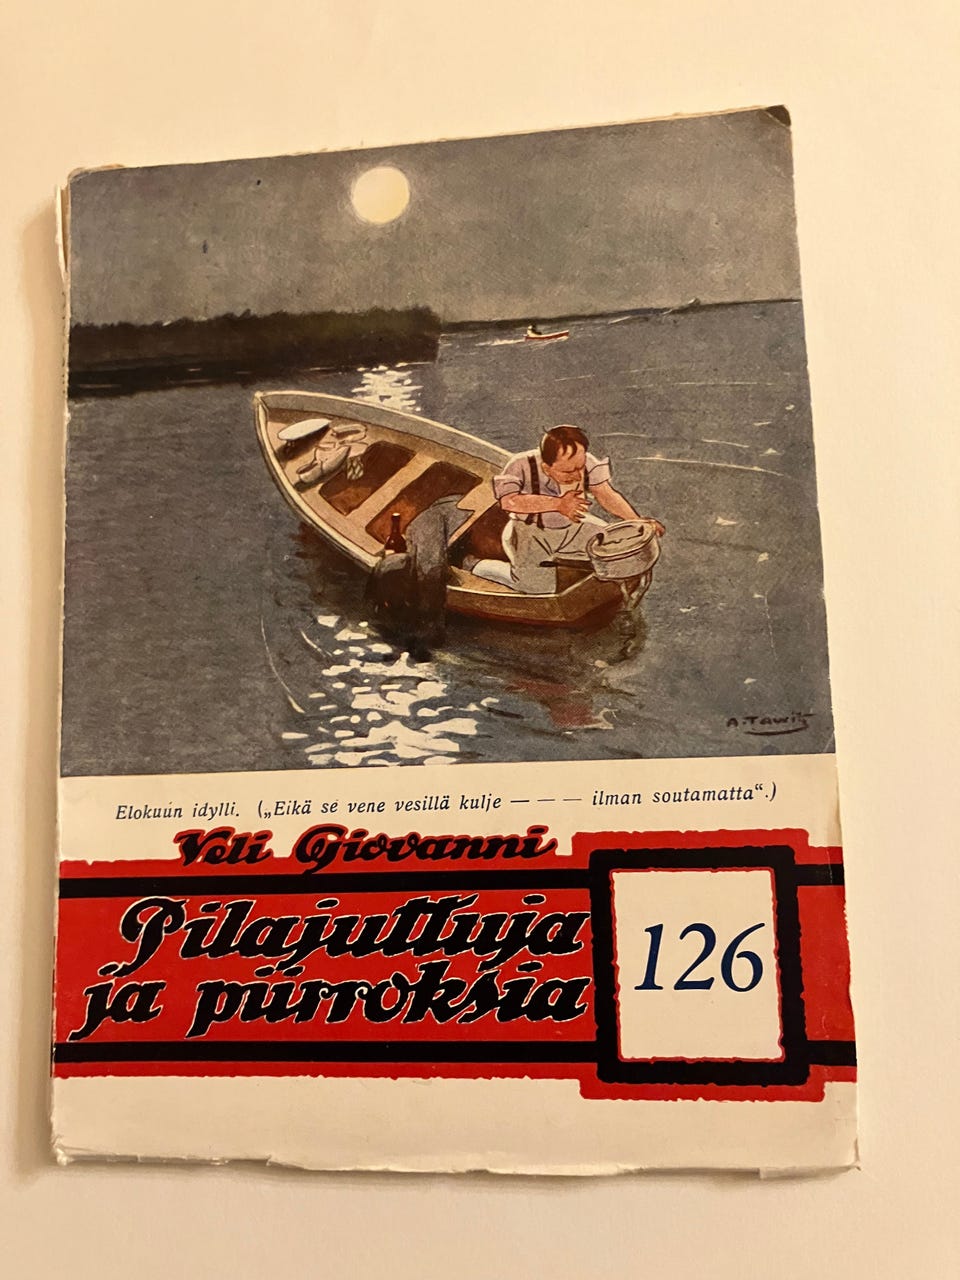 A. Tawitz
Elokuun idylli. („Eikä se vene vesillä kulje — — — ilman soutamatta“.)
Veli Giovanni
Pilajuttuja
ja piirroksia
126